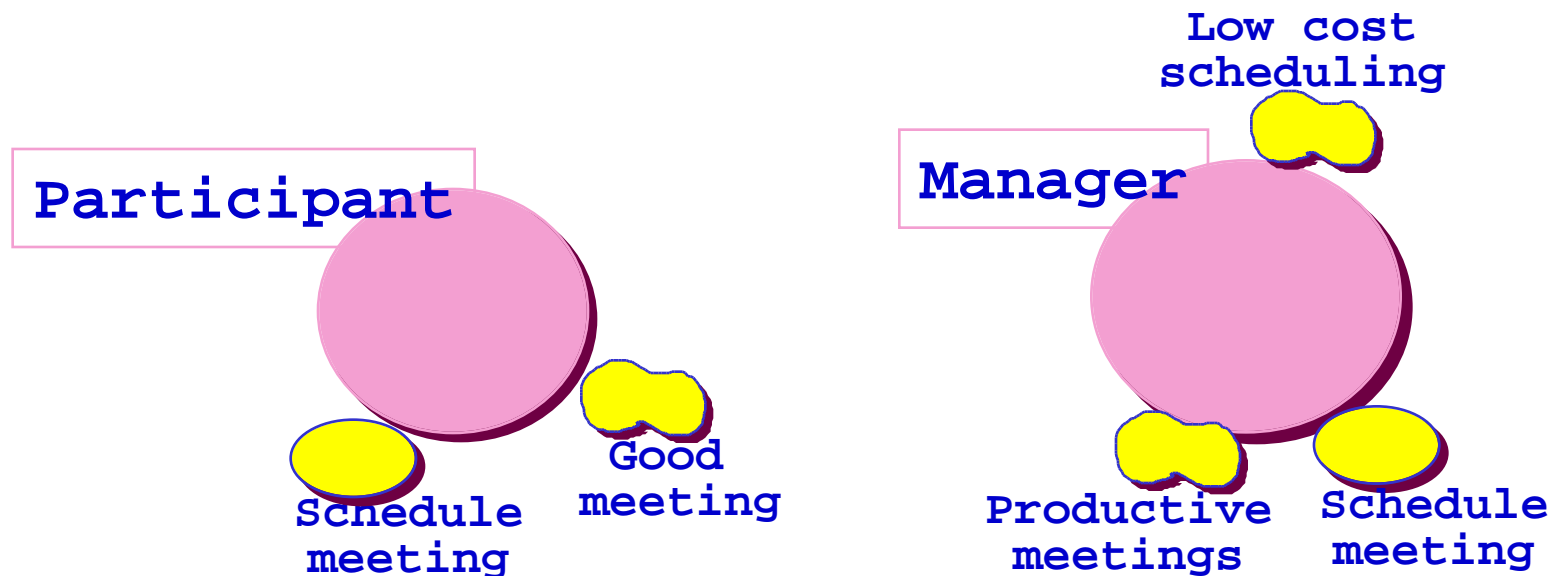 Participant
Schedule
meeting
Good
meeting
Low cost
scheduling
Manager
Productive
meetings
Schedule
meeting